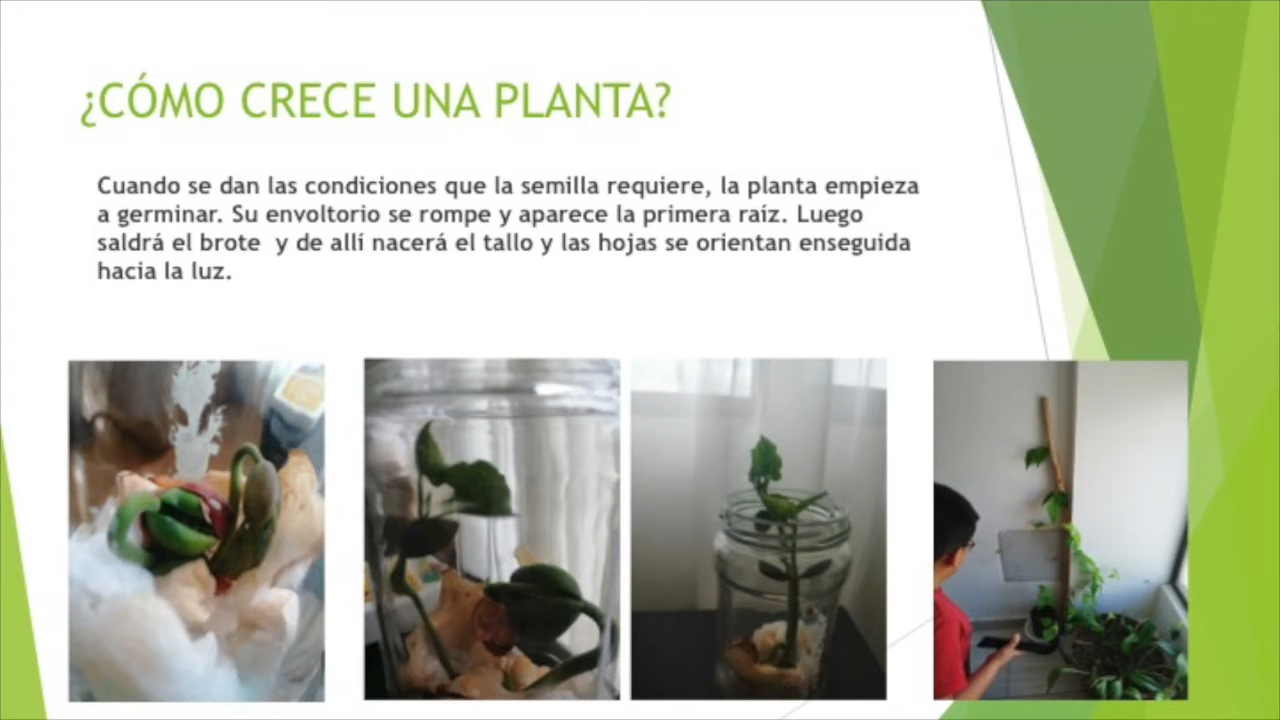 ¿CÓMO CRECE UNA PLANTA?
Cuando se dan las condiciones que la semilla requiere, la planta empieza
a germinar. Su envoltorio se rompe y aparece la primera raíz. Luego
saldrá el brote  y de allí nacerá el tallo y las hojas se orientan enseguida
hacia la luz.